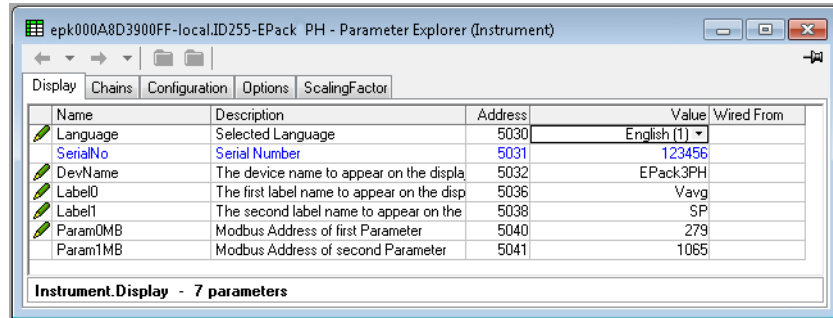 epk000A8D3900FF-local.ID255-EPack PH - Parameter Explorer (Instrument)
Display Chains Configuration Options ScalingFactor
Name Description Address Value Wired From
Language Selected Language 5030 English (1)
SerialNo Serial Number 5031 123456
DevName The device name to appear on the displa 5032 EPack3PH
Label0 The first label name to appear on the disp 5036 Vavg
Label1 The second label name to appear on the 5038 SP
Param0MB Modbus Address of first Parameter 5040 279
Param1MB Modbus Address of second Parameter 5041 1065
Instrument.Display - 7 parameters